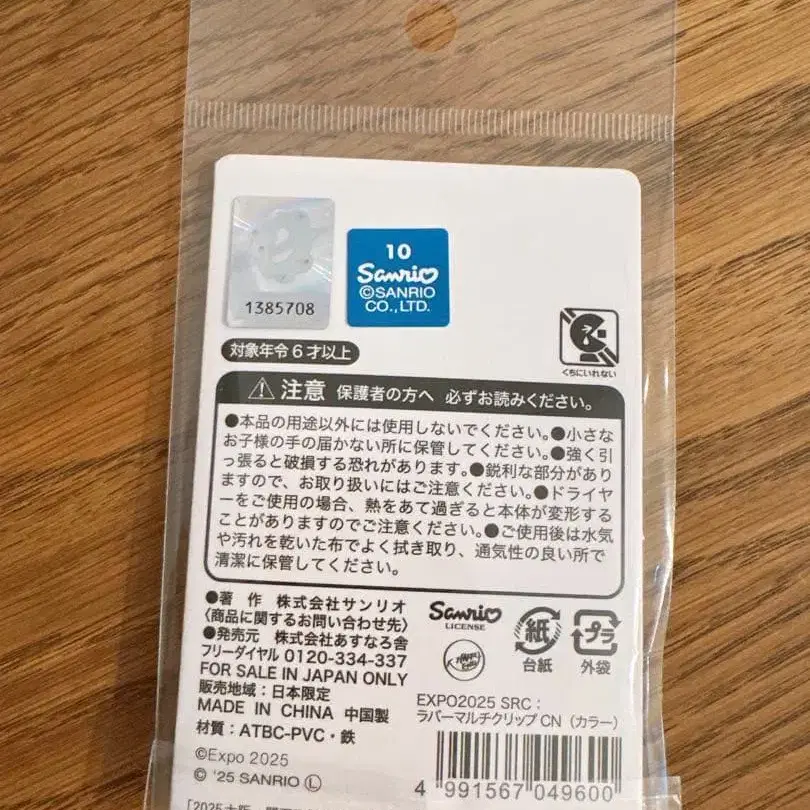 1385708
10
Sanrio
©SANRIO
CO.,LTD.
くちにいれない
対象年令6才以上
注意 保護者の方へ 必ずお読みください。
●本品の用途以外には使用しないでください。●小さな
お子様の手の届かない所に保管してください。●強く引
っ張ると破損する恐れがあります。●鋭利な部分があり
ますので、お取り扱いにはご注意ください。●ドライヤ
ーをご使用の場合、熱をあて過ぎると本体が変形する
ことがありますのでご注意ください。●ご使用後は水気
や汚れを乾いた布でよく拭き取り、通気性の良い所で
清潔に保管してください。
●著 作 株式会社サンリオ
〈商品に関するお問い合わせ先〉
●発売元 株式会社あすなろ舎
フリーダイヤル 0120-334-337
FOR SALE IN JAPAN ONLY
販売地域：日本限定
MADE IN CHINA 中国製
材質：ATBC-PVC・鉄
©Expo 2025
© '25 SANRIO Ⓛ
Sanrio
LICENSE
紙
台紙
プラ
外袋
EXPO2025 SRC：
ラバーマルチクリップ CN（カラー）
4 991567 049600